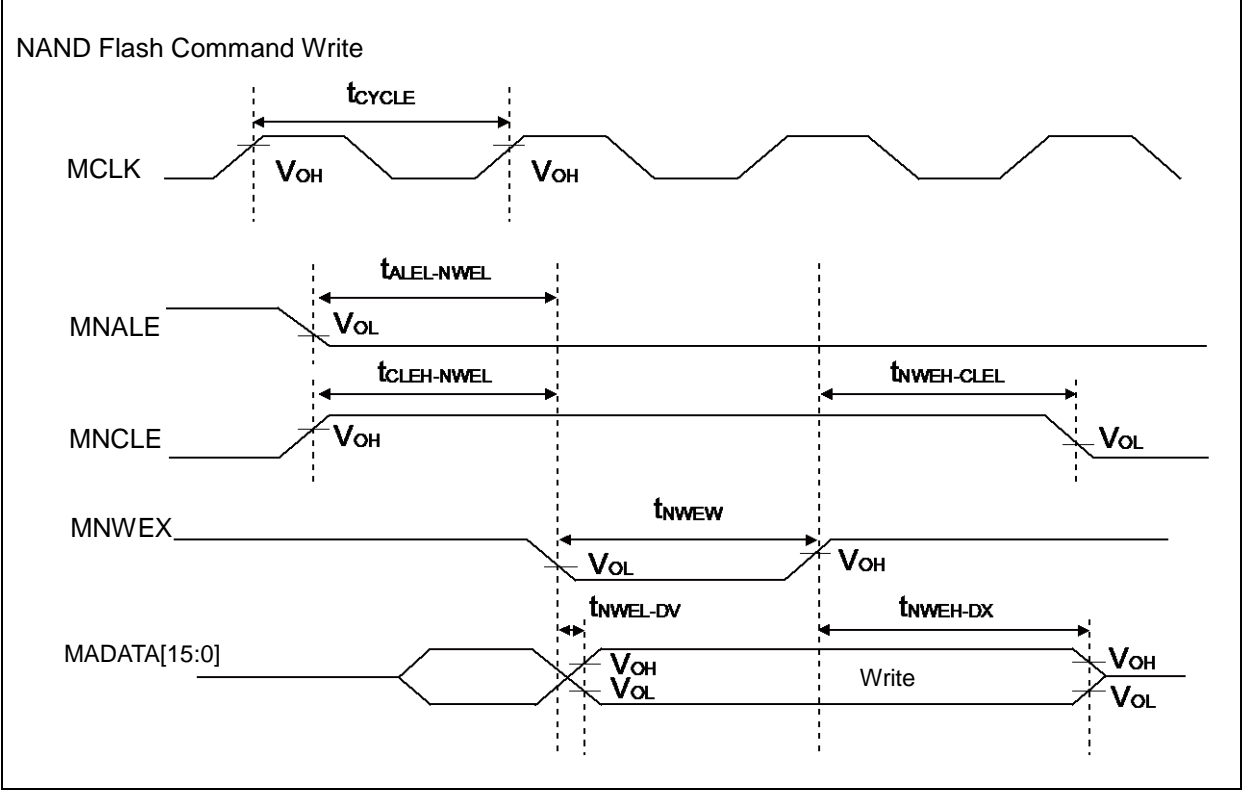 NAND Flash Command Write
tCYCLE
MCLK VOH VOH
tALEL-NWEL
MNALE VOL
tCLEH-NWEL tNWEH-CLEL
MNCLE VOH VOL
tNWEW
MNWEX VOL VOH
tNWEL-DV tNWEH-DX
MADATA[15:0] VOH Write VOH
VOL VOL